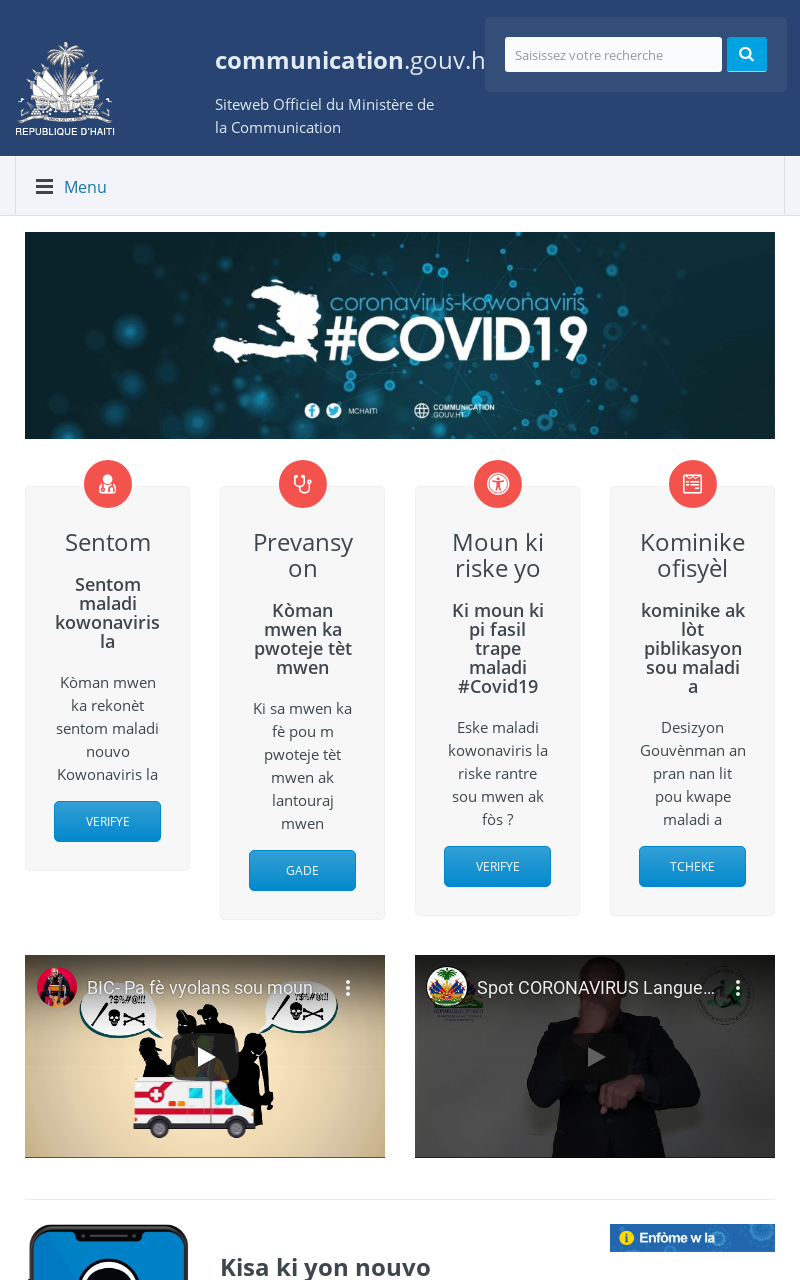 REPUBLIQUE D'HAITI
communication.gouv.h
Siteweb Officiel du Ministère de
la Communication
Saisissez votre recherche
Menu
coronavirus-kowonaviris
#COVID19
MCHAITI
COMMUNICATION
GOUV.HT
Sentom
Sentom
maladi
kowonaviris
la
Kòman mwen
ka rekonèt
sentom maladi
nouvo
Kowonaviris la
VERIFYE
Prevansy
on
Kòman
mwen ka
pwoteje tèt
mwen
Ki sa mwen ka
fè pou m
pwoteje tèt
mwen ak
lantouraj
mwen
GADE
Moun ki
riske yo
Ki moun ki
pi fasil
trape
maladi
#Covid19
Eske maladi
kowonaviris la
riske rantre
sou mwen ak
fòs ?
VERIFYE
Kominike
ofisyèl
kominike ak
lòt
piblikasyon
sou maladi
a
Desizyon
Gouvènman an
pran nan lit
pou kwape
maladi a
TCHEKE
BIC- Pa fè vyolans sou moun
?$%#@!!!
?$%#@!!!
Spot CORONAVIRUS Langue...
Kisa ki yon nouvo
Enfòme w la